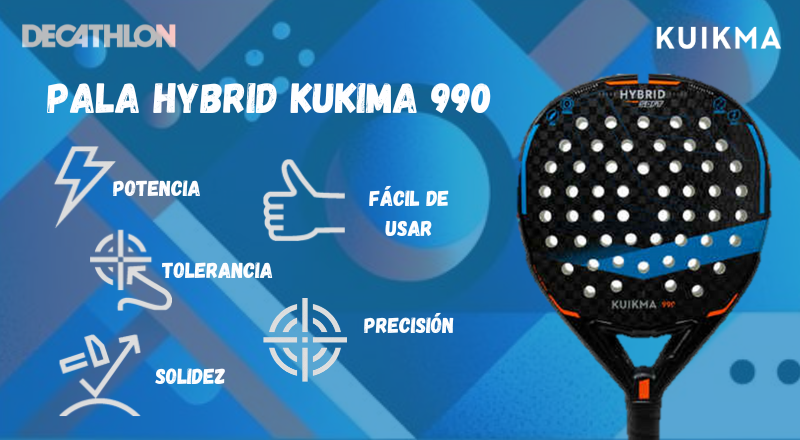 DECATHLON
KUIKMA
PALA HYBRID KUKIMA 990
HYBRID
POTENCIA
FÁCIL DE
USAR
TOLERANCIA
KUIKMA 990
PRECISIÓN
SOLIDEZ